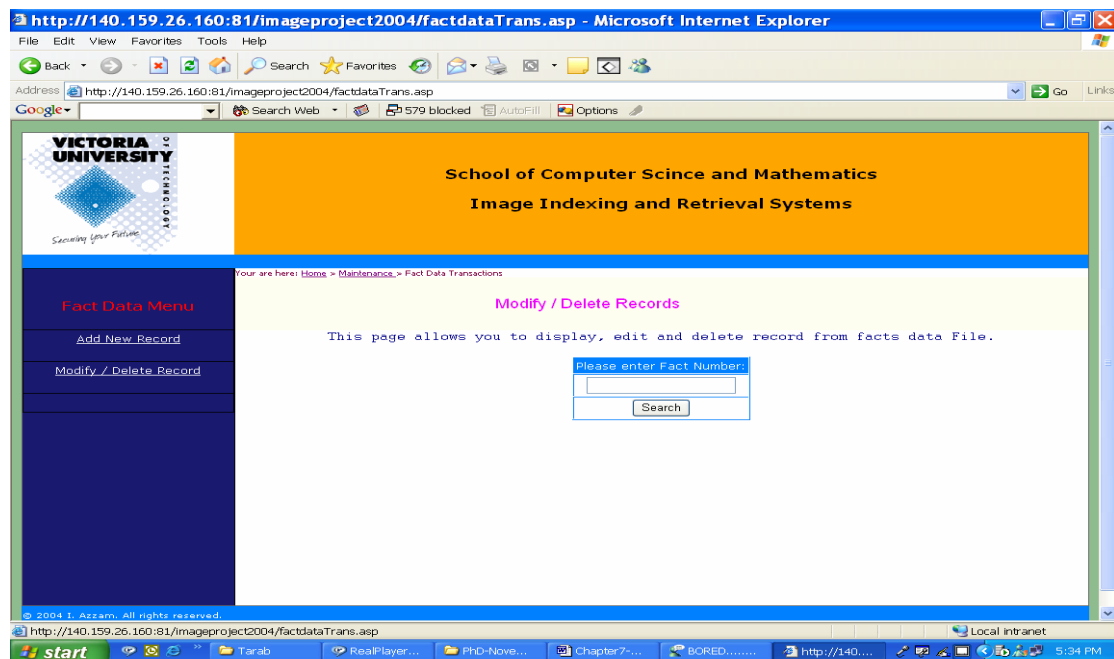 http://140.159.26.160:81/imageproject2004/factdataTrans.asp - Microsoft Internet Explorer
File Edit View Favorites Tools Help
Back Search Favorites
Address http://140.159.26.160:81/imageproject2004/factdataTrans.asp Go Links
Google Search Web 579 blocked AutoFill Options
VICTORIA
UNIVERSITY
OF TECHNOLOGY
Securing your Future
School of Computer Scince and Mathematics
Image Indexing and Retrieval Systems
Your are here: Home > Maintenance > Fact Data Transactions
Fact Data Menu
Add New Record
Modify / Delete Record
Modify / Delete Records
This page allows you to display, edit and delete record from facts data File.
Please enter Fact Number:
Search
© 2004 I. Azzam. All rights reserved.
http://140.159.26.160:81/imageproject2004/factdataTrans.asp Local intranet
start Tarab RealPlayer... PhD-Nove... Chapter7-... BORED........ http://140.... 5:34 PM